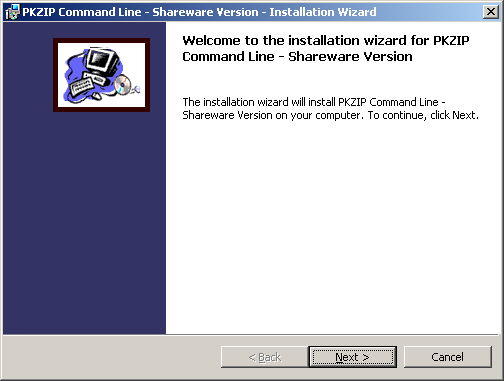 PKZIP Command Line - Shareware Version - Installation Wizard
Welcome to the installation wizard for PKZIP
Command Line - Shareware Version
The installation wizard will install PKZIP Command Line -
Shareware Version on your computer. To continue, click Next.
< Back
Next >
Cancel